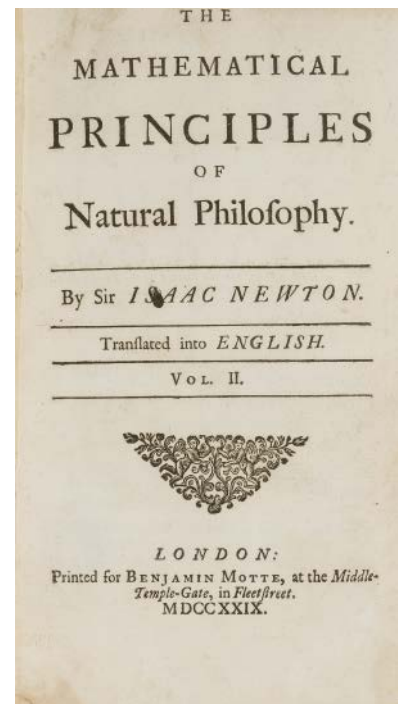 THE
MATHEMATICAL
PRINCIPLES
OF
Natural Philoſophy.
By Sir ISAAC NEWTON.
Tranſlated into ENGLISH.
VOL. II.
LONDON:
Printed for BENJAMIN MOTTE, at the Middle-
Temple-Gate, in Fleetſtreet.
MDCCXXIX.